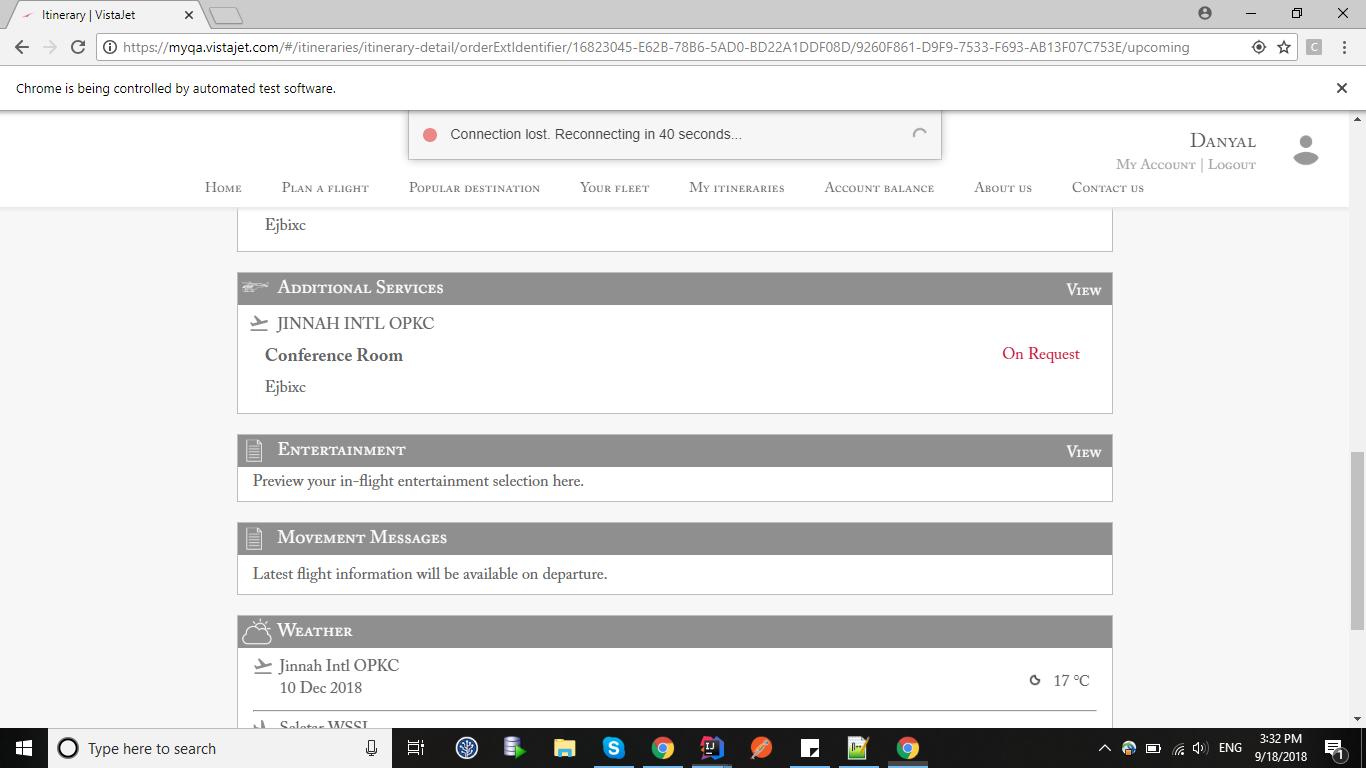 Itinerary | VistaJet
https://myqa.vistajet.com/#/itineraries/itinerary-detail/orderExtIdentifier/16823045-E62B-78B6-5AD0-BD22A1DDF08D/9260F861-D9F9-7533-F693-AB13F07C753E/upcoming
C
Chrome is being controlled by automated test software.
Connection lost. Reconnecting in 40 seconds...
Danyal
My Account | Logout
Home Plan a flight Popular destination Your fleet My itineraries Account balance About us Contact us
Ejbixc
Additional Services View
JINNAH INTL OPKC
Conference Room On Request
Ejbixc
Entertainment View
Preview your in-flight entertainment selection here.
Movement Messages
Latest flight information will be available on departure.
Weather
Jinnah Intl OPKC
10 Dec 2018 17 °C
Seletar WSSL
Type here to search
ENG
3:32 PM
9/18/2018
1